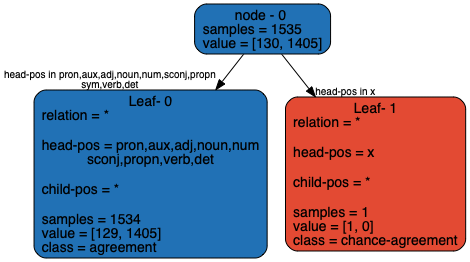 node - 0
samples = 1535
value = [130, 1405]
head-pos in pron,aux,adj,noun,num,sconj,propn
sym,verb,det
head-pos in x
Leaf- 0
relation = *
head-pos = pron,aux,adj,noun,num
sconj,propn,verb,det
child-pos = *
samples = 1534
value = [129, 1405]
class = agreement
Leaf- 1
relation = *
head-pos = x
child-pos = *
samples = 1
value = [1, 0]
class = chance-agreement